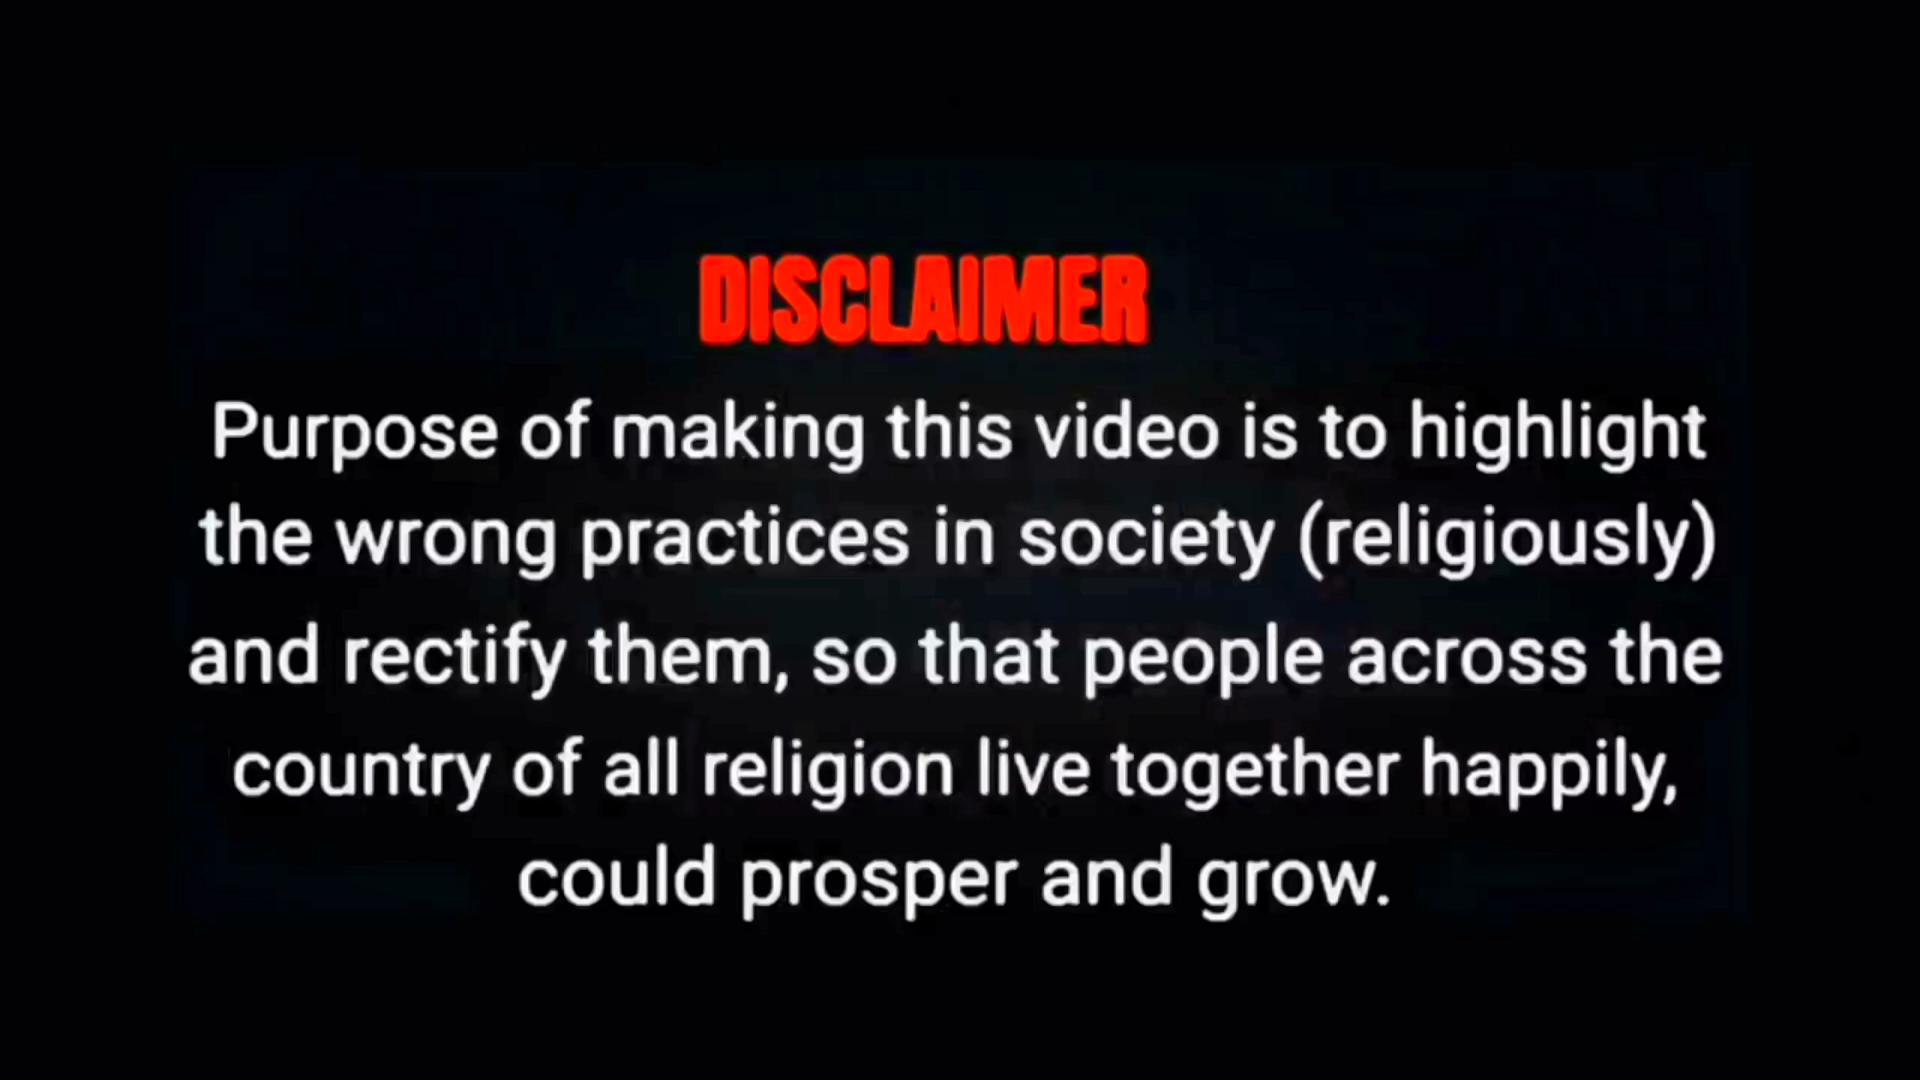 DISCLAIMER
Purpose of making this video is to highlight
the wrong practices in society (religiously)
and rectify them, so that people across the
country of all religion live together happily,
could prosper and grow.